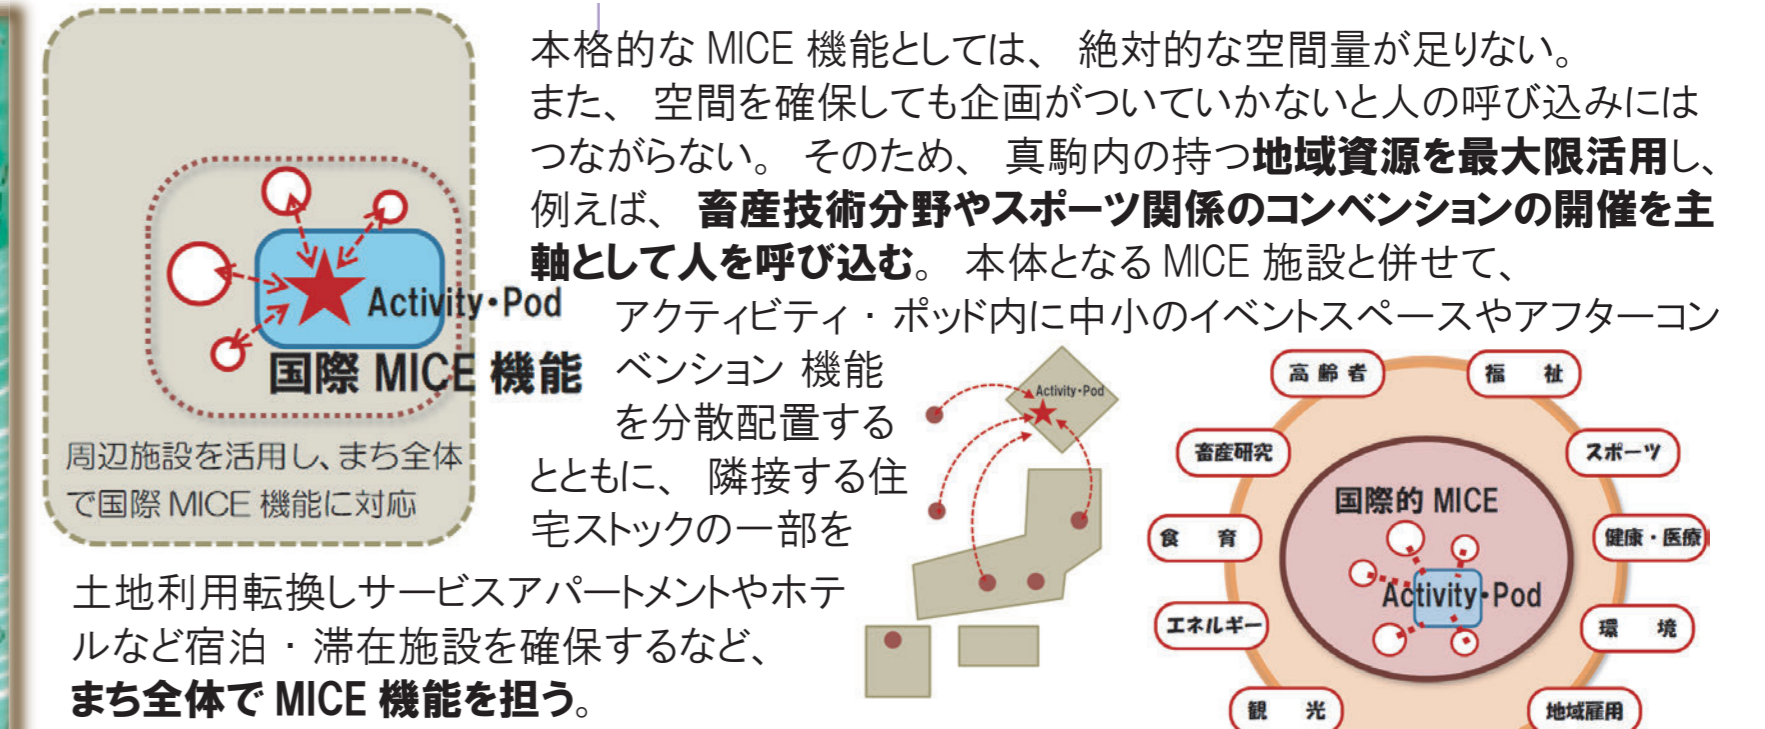 本格的な MICE 機能としては、 絶対的な空間量が足りない。
また、 空間を確保しても企画がついていかないと人の呼び込みには
つながらない。 そのため、 真駒内の持つ地域資源を最大限活用し、
例えば、 畜産技術分野やスポーツ関係のコンベンションの開催を主
軸として人を呼び込む。 本体となる MICE 施設と併せて、
アクティビティ・ポッド内に中小のイベントスペースやアフターコン
ベンション 機能
を分散配置する
とともに、 隣接する住
宅ストックの一部を
土地利用転換しサービスアパートメントやホテ
ルなど宿泊・滞在施設を確保するなど、
まち全体で MICE 機能を担う。
Activity・Pod
国際 MICE 機能
周辺施設を活用し、まち全体
で国際 MICE 機能に対応
Activity・Pod
高齢者
福 祉
畜産研究
スポーツ
国際的 MICE
食 育
健康・医療
Activity・Pod
エネルギー
環 境
観 光
地域雇用